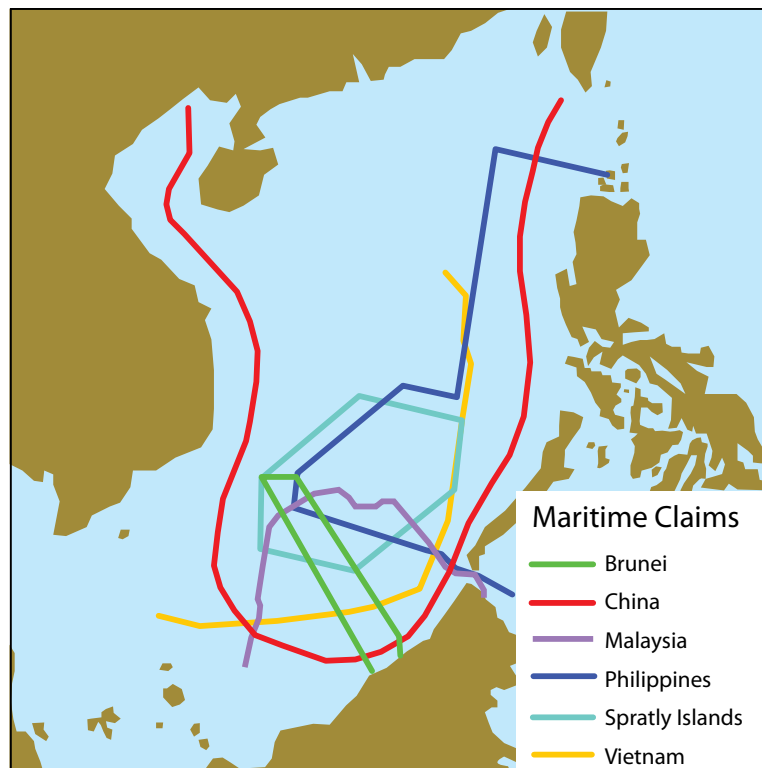 Maritime Claims
Brunei
China
Malaysia
Philippines
Spratly Islands
Vietnam